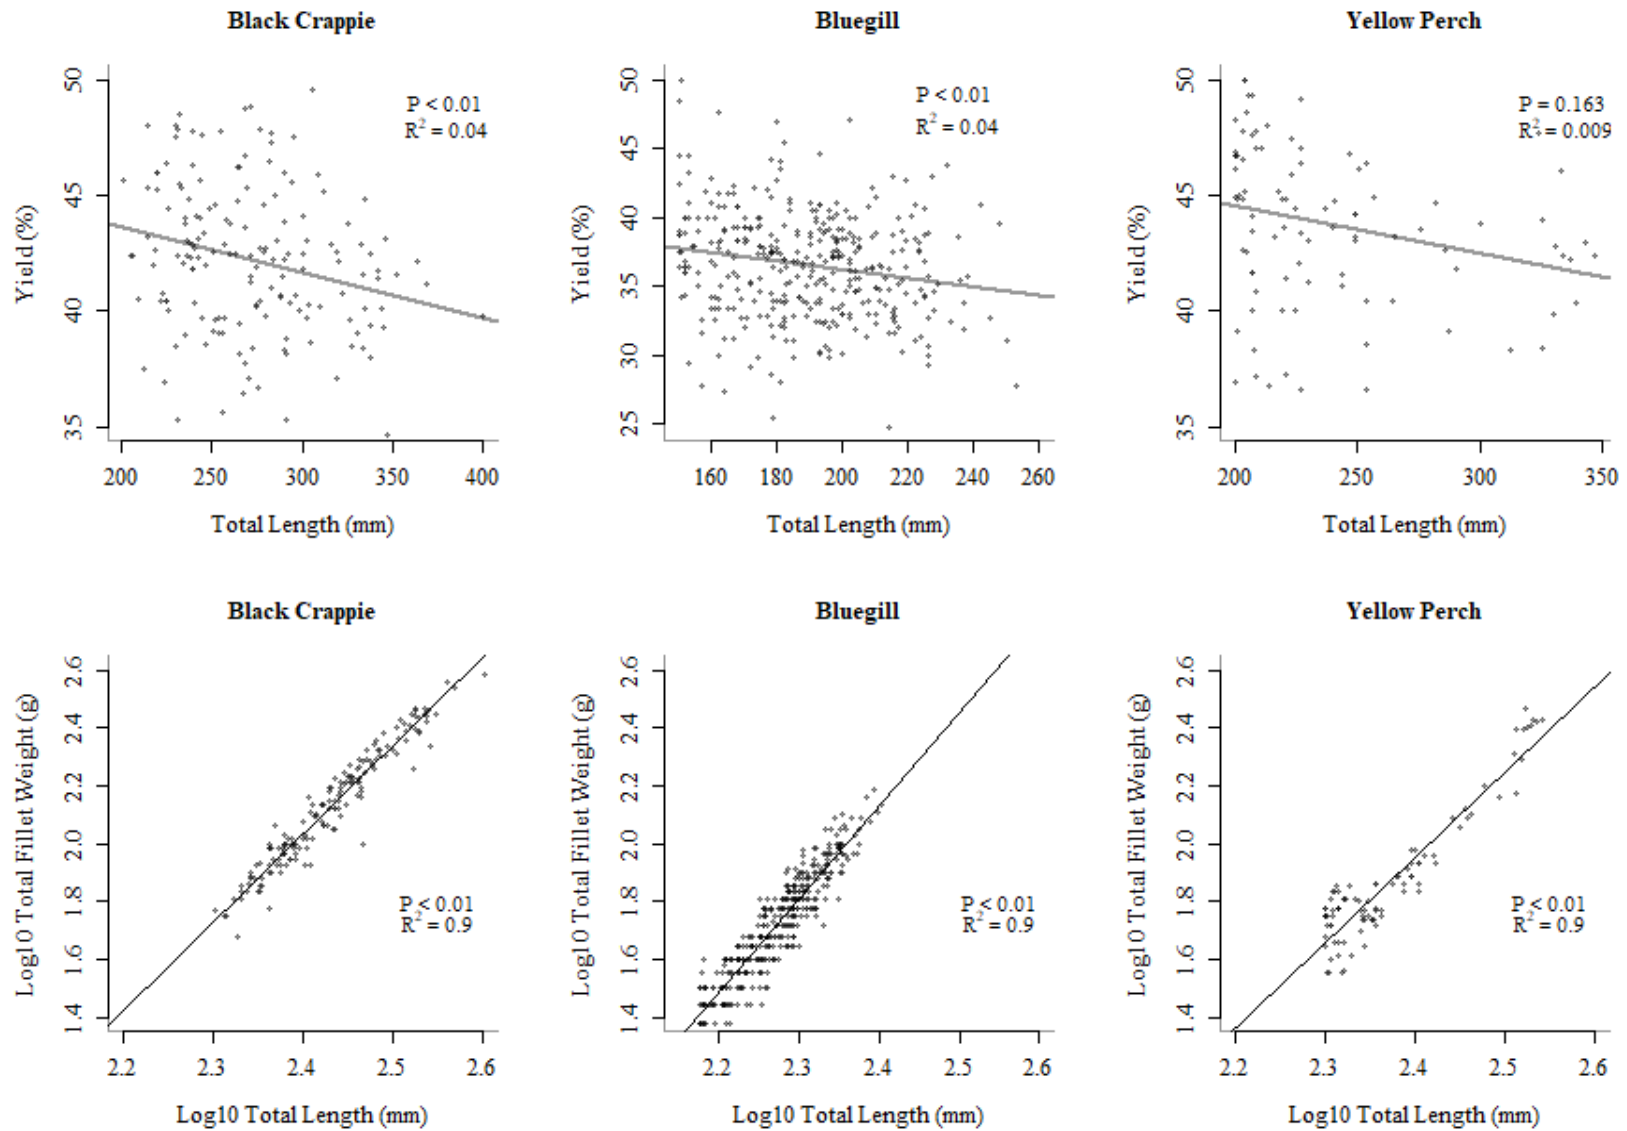 Black Crappie
Yield (%)
50
45
40
35
P < 0.01
R² = 0.04
200 250 300 350 400
Total Length (mm)
Bluegill
Yield (%)
50
45
40
35
30
25
P < 0.01
R² = 0.04
160 180 200 220 240 260
Total Length (mm)
Yellow Perch
Yield (%)
50
45
40
35
P = 0.163
R² = 0.009
200 250 300 350
Total Length (mm)
Black Crappie
Log10 Total Fillet Weight (g)
2.6
2.4
2.2
2.0
1.8
1.6
1.4
P < 0.01
R² = 0.9
2.2 2.3 2.4 2.5 2.6
Log10 Total Length (mm)
Bluegill
Log10 Total Fillet Weight (g)
2.6
2.4
2.2
2.0
1.8
1.6
1.4
P < 0.01
R² = 0.9
2.2 2.3 2.4 2.5 2.6
Log10 Total Length (mm)
Yellow Perch
Log10 Total Fillet Weight (g)
2.6
2.4
2.2
2.0
1.8
1.6
1.4
P < 0.01
R² = 0.9
2.2 2.3 2.4 2.5 2.6
Log10 Total Length (mm)